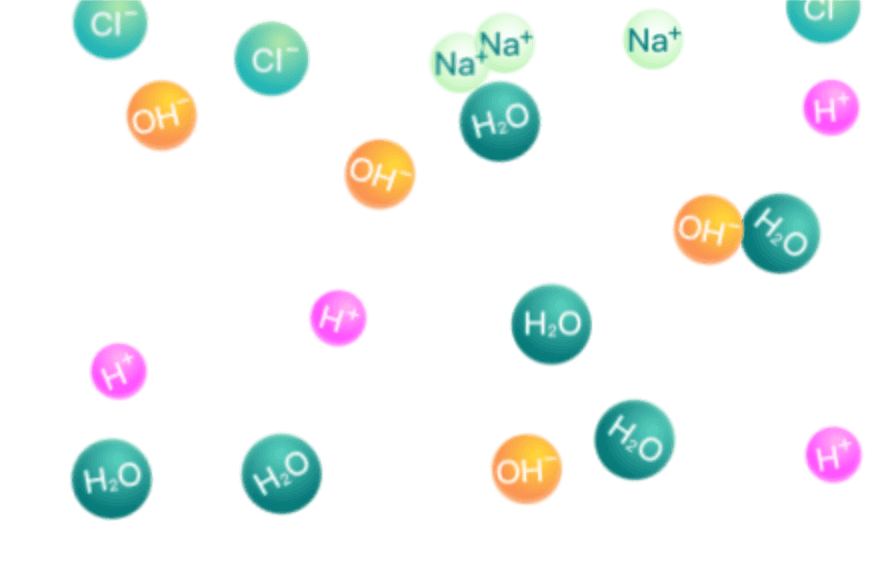 Cl⁻
Cl⁻
Na⁺
Na⁺
Na⁺
Cl
OH⁻
H₂O
H⁺
OH⁻
OH⁻
H₂O
H⁺
H₂O
H⁺
H₂O
H₂O
OH⁻
H₂O
H⁺